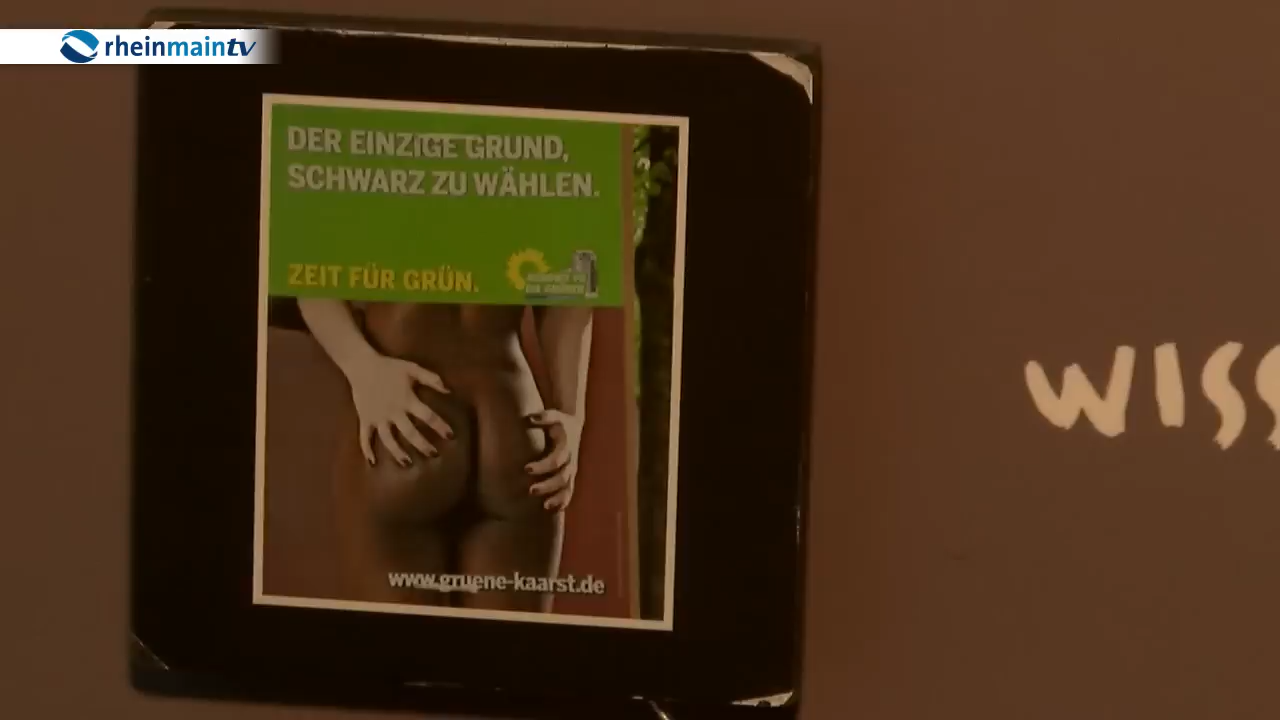 rheinmaintv
DER EINZIGE GRUND,
SCHWARZ ZU WÄHLEN.
ZEIT FÜR GRÜN.
www.gruene-kaarst.de
WISS